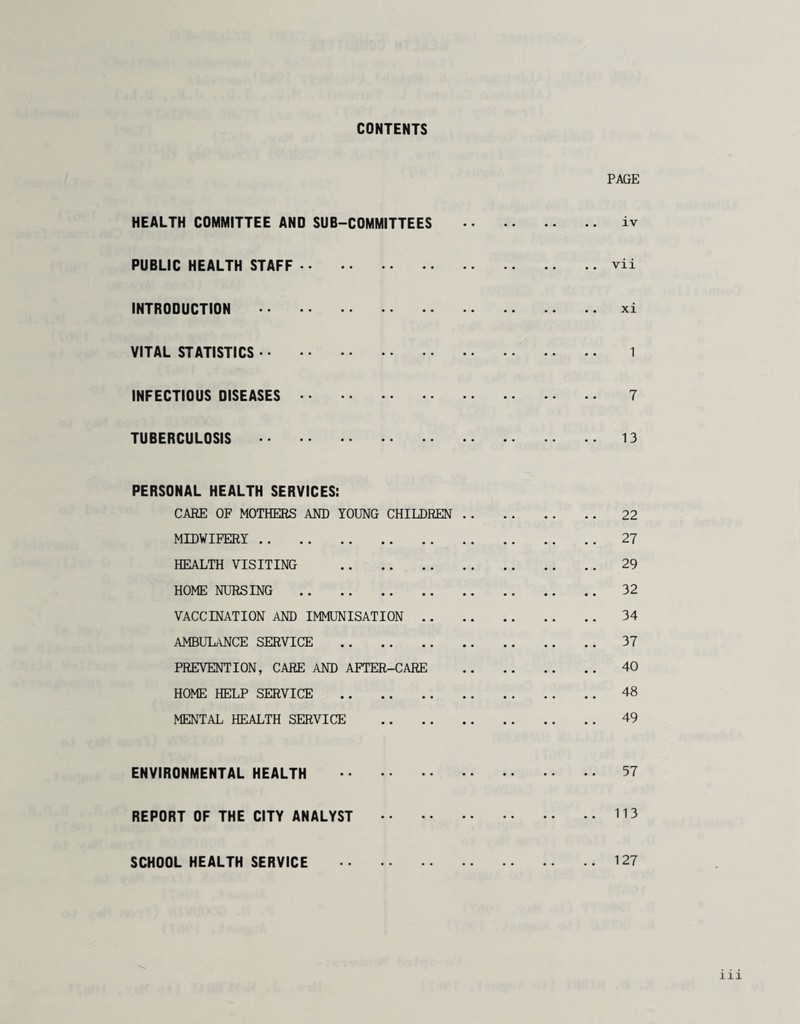 CONTENTS
PAGE
HEALTH COMMITTEE AND SUB-COMMITTEES .. .. .. .. iv
PUBLIC HEALTH STAFF .. .. .. .. .. .. .. .. vii
INTRODUCTION .. .. .. .. .. .. .. .. .. xi
VITAL STATISTICS .. .. .. .. .. .. .. .. .. 1
INFECTIOUS DISEASES .. .. .. .. .. .. .. .. 7
TUBERCULOSIS .. .. .. .. .. .. .. .. .. 13
PERSONAL HEALTH SERVICES:
CARE OF MOTHERS AND YOUNG CHILDREN .. .. .. .. 22
MIDWIFERY .. .. .. .. .. .. .. .. .. 27
HEALTH VISITING .. .. .. .. .. .. .. 29
HOME NURSING .. .. .. .. .. .. .. .. 32
VACCINATION AND IMMUNISATION .. .. .. .. .. 34
AMBULANCE SERVICE .. .. .. .. .. .. .. 37
PREVENTION, CARE AND AFTER-CARE .. .. .. .. 40
HOME HELP SERVICE .. .. .. .. .. .. .. 48
MENTAL HEALTH SERVICE .. .. .. .. .. .. 49
ENVIRONMENTAL HEALTH .. .. .. .. .. .. .. 57
REPORT OF THE CITY ANALYST .. .. .. .. .. .. 113
SCHOOL HEALTH SERVICE .. .. .. .. .. .. .. 127
iii